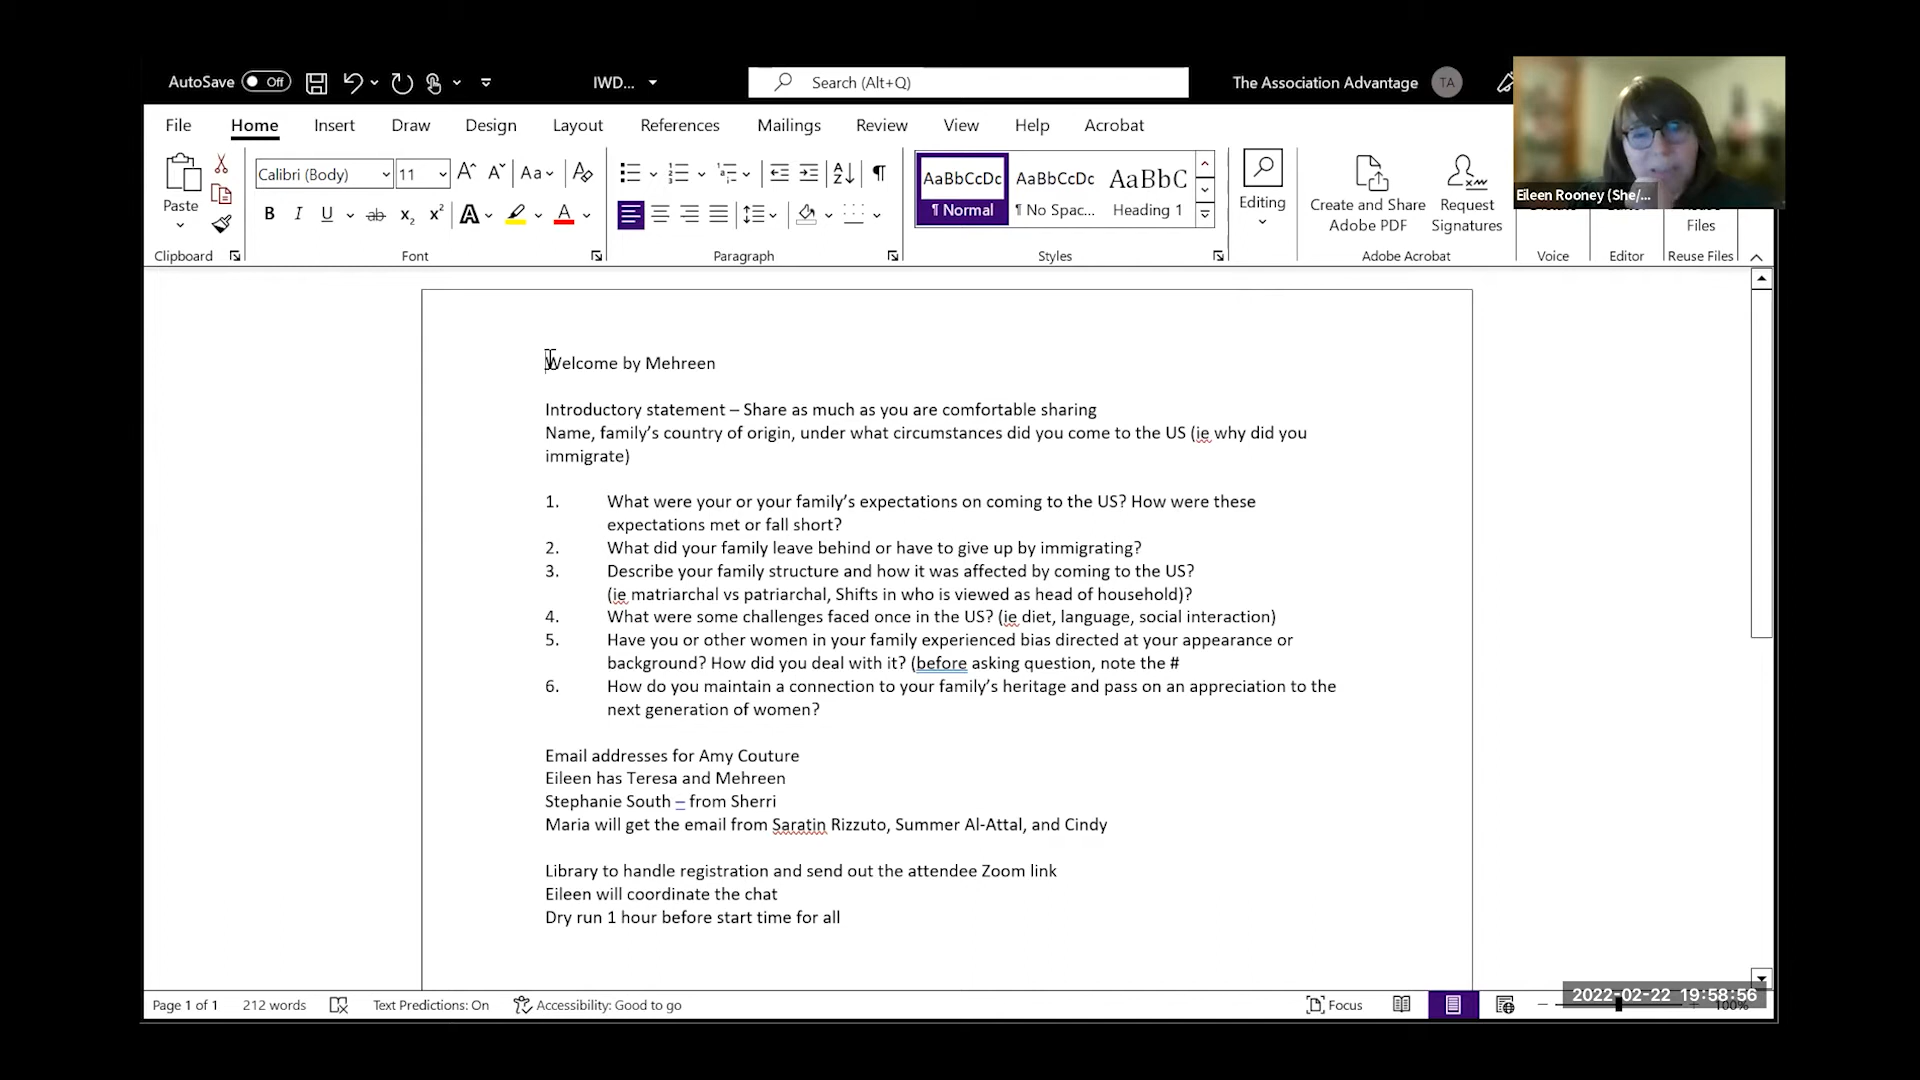 AutoSave Off IWD... Search (Alt+Q) The Association Advantage TA
File Home Insert Draw Design Layout References Mailings Review View Help Acrobat
Calibri (Body) 11 Aa AaBbCcDc AaBbCcDc AaBbC
Paste ¶ Normal ¶ No Spac... Heading 1 Editing Create and Share Adobe PDF Request Signatures Files
Clipboard Font Paragraph Styles Adobe Acrobat Voice Editor Reuse Files
Eileen Rooney (She/...
Welcome by Mehreen
Introductory statement – Share as much as you are comfortable sharing
Name, family’s country of origin, under what circumstances did you come to the US (ie why did you
immigrate)
1. What were your or your family’s expectations on coming to the US? How were these
expectations met or fall short?
2. What did your family leave behind or have to give up by immigrating?
3. Describe your family structure and how it was affected by coming to the US?
(ie matriarchal vs patriarchal, Shifts in who is viewed as head of household)?
4. What were some challenges faced once in the US? (ie diet, language, social interaction)
5. Have you or other women in your family experienced bias directed at your appearance or
background? How did you deal with it? (before asking question, note the #
6. How do you maintain a connection to your family’s heritage and pass on an appreciation to the
next generation of women?
Email addresses for Amy Couture
Eileen has Teresa and Mehreen
Stephanie South – from Sherri
Maria will get the email from Saratin Rizzuto, Summer Al-Attal, and Cindy
Library to handle registration and send out the attendee Zoom link
Eileen will coordinate the chat
Dry run 1 hour before start time for all
Page 1 of 1 212 words Text Predictions: On Accessibility: Good to go Focus 100%
2022-02-22 19:58:56